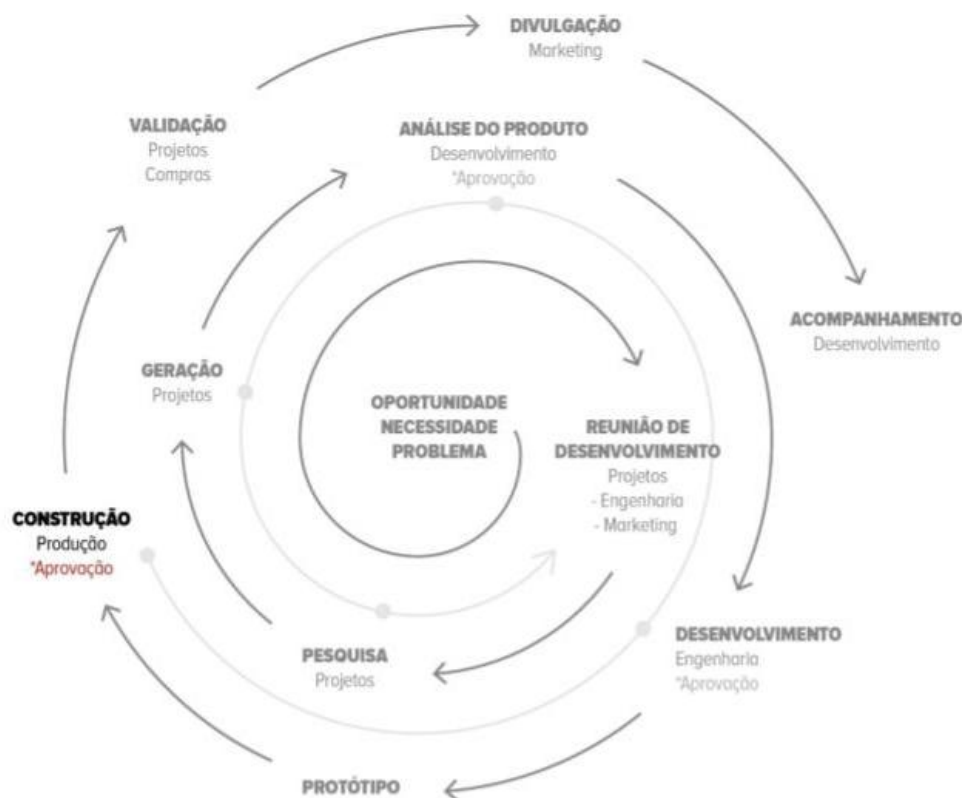 DIVULGAÇÃO
Marketing
VALIDAÇÃO
Projetos
Compras
ANÁLISE DO PRODUTO
Desenvolvimento
*Aprovação
ACOMPANHAMENTO
Desenvolvimento
GERAÇÃO
Projetos
OPORTUNIDADE
NECESSIDADE
PROBLEMA
REUNIÃO DE
DESENVOLVIMENTO
Projetos
- Engenharia
- Marketing
CONSTRUÇÃO
Produção
*Aprovação
PESQUISA
Projetos
DESENVOLVIMENTO
Engenharia
*Aprovação
PROTÓTIPO